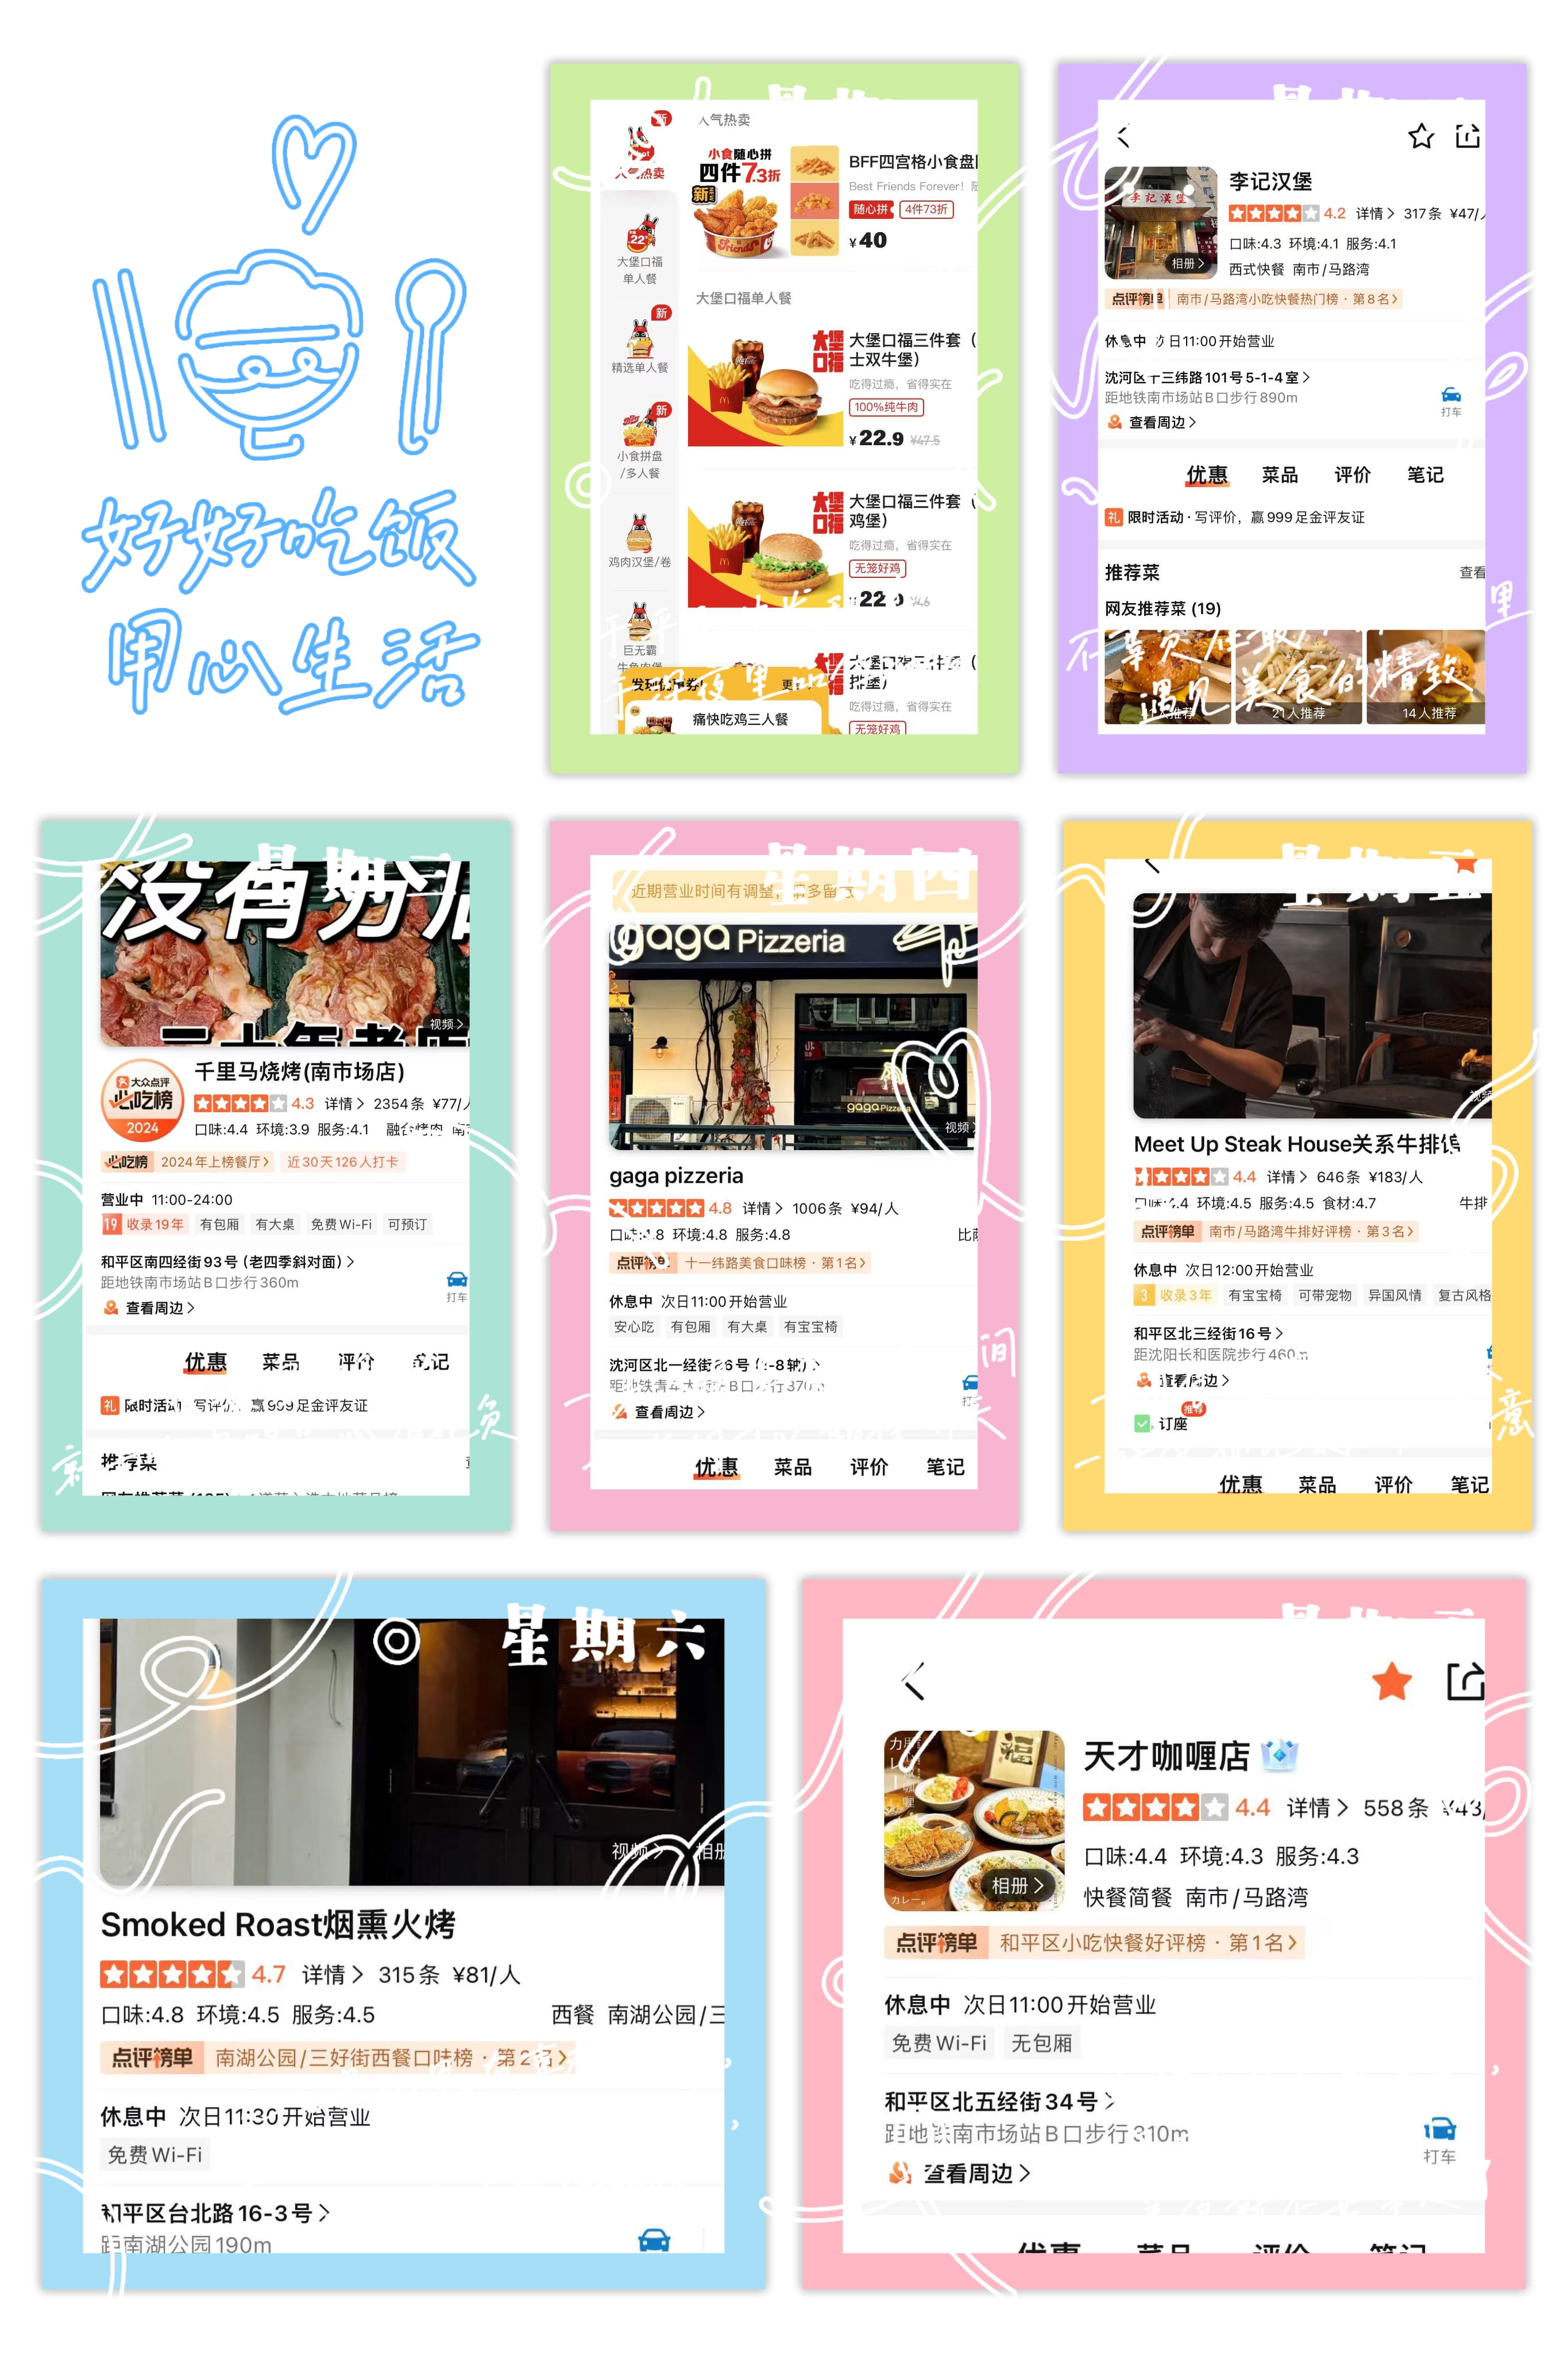 好好吃饭
用心生活
人气热卖
新
人气热卖
小食随心拼
四件7.3折
新
BFF四宫格小食盘
Best Friends Forever!
随心拼 4件73折
¥40
22
大堡口福
单人餐
大堡口福单人餐
新
精选单人餐
大堡口福
大堡口福三件套（
士双牛堡）
吃得过瘾，省得实在
100%纯牛肉
¥22.9 ¥47.5
新
小食拼盘
/多人餐
鸡肉汉堡/卷
大堡口福
大堡口福三件套（
鸡堡）
吃得过瘾，省得实在
无笼好鸡
¥22.9 ¥46
巨无霸
发现优惠券
痛快吃鸡三人餐
吃得过瘾，省得实在
无笼好鸡
李記漢堡
相册
李记汉堡
4.2 详情 317条 ¥47/人
口味:4.3 环境:4.1 服务:4.1
西式快餐 南市/马路湾
点评榜单 南市/马路湾小吃快餐热门榜 · 第8名
休息中 次日11:00开始营业
沈河区十三纬路101号5-1-4室
距地铁南市场站B口步行890m
打车
查看周边
优惠 菜品 评价 笔记
礼 限时活动 · 写评价，赢999足金评友证
推荐菜 查看
网友推荐菜 (19)
遇见美食的精致
21人推荐 14人推荐
星期三
没有分店
二十年老店
视频
大众点评
必吃榜
2024
千里马烧烤(南市场店)
4.3 详情 2354条 ¥77/人
口味:4.4 环境:3.9 服务:4.1 融合烤肉
必吃榜 2024年上榜餐厅 近30天126人打卡
营业中 11:00-24:00
19 收录19年 有包厢 有大桌 免费Wi-Fi 可预订
和平区南四经街93号 (老四季斜对面)
距地铁南市场站B口步行360m
打车
查看周边
优惠 菜品 评价 笔记
礼 限时活动 · 写评价，赢999足金评友证
推荐菜
星期四
近期营业时间有调整，请多留意
gaga Pizzeria
gaga Pizzeria
视频
gaga pizzeria
4.8 详情 1006条 ¥94/人
口味:4.8 环境:4.8 服务:4.8 比萨
点评榜单 十一纬路美食口味榜 · 第1名
休息中 次日11:00开始营业
安心吃 有包厢 有大桌 有宝宝椅
沈河区北一经街
查看周边
优惠 菜品 评价 笔记
星期五
Meet Up Steak House关系牛排馆
4.4 详情 646条 ¥183/人
口味:4.4 环境:4.5 服务:4.5 食材:4.7 牛排
点评榜单 南市/马路湾牛排好评榜 · 第3名
休息中 次日12:00开始营业
3 收录3年 有宝宝椅 可带宠物 异国风情 复古风格
和平区北三经街16号
距沈阳长和医院步行460m
查看周边
订座 推荐
优惠 菜品 评价 笔记
星期六
视频 相册
Smoked Roast烟熏火烤
4.7 详情 315条 ¥81/人
口味:4.8 环境:4.5 服务:4.5 西餐 南湖公园/三
点评榜单 南湖公园/三好街西餐口味榜 · 第2名
休息中 次日11:30开始营业
免费Wi-Fi
和平区台北路16-3号
距南湖公园190m
福
カレー。
相册
天才咖喱店
4.4 详情 558条 ¥43/
口味:4.4 环境:4.3 服务:4.3
快餐简餐 南市/马路湾
点评榜单 和平区小吃快餐好评榜 · 第1名
休息中 次日11:00开始营业
免费Wi-Fi 无包厢
和平区北五经街34号
距地铁南市场站B口步行310m
打车
查看周边
优惠 菜品 评价 笔记